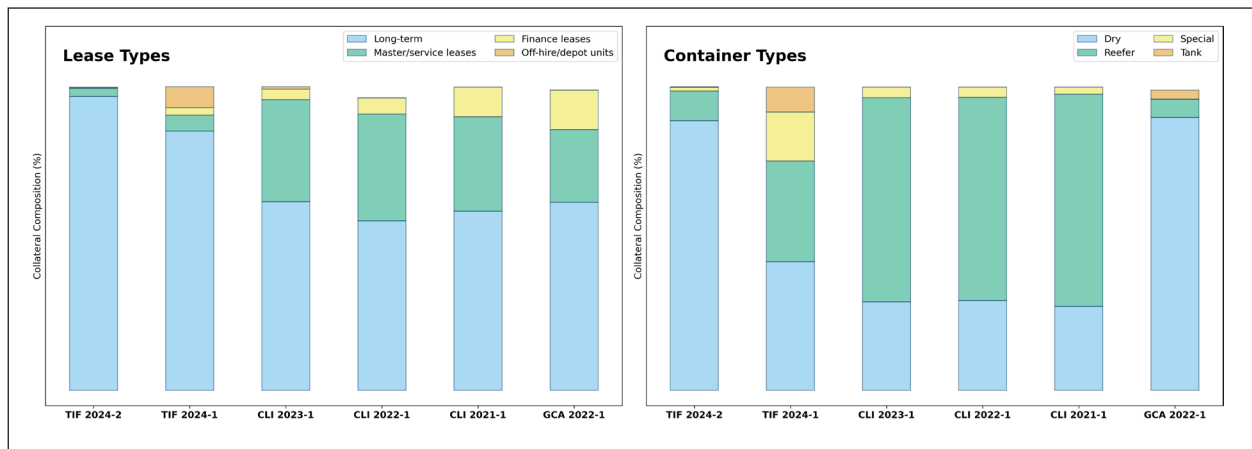 Lease Types
Long-term
Master/service leases
Finance leases
Off-hire/depot units
Collateral Composition (%)
TIF 2024-2
TIF 2024-1
CLI 2023-1
CLI 2022-1
CLI 2021-1
GCA 2022-1
Container Types
Dry
Reefer
Special
Tank
Collateral Composition (%)
TIF 2024-2
TIF 2024-1
CLI 2023-1
CLI 2022-1
CLI 2021-1
GCA 2022-1